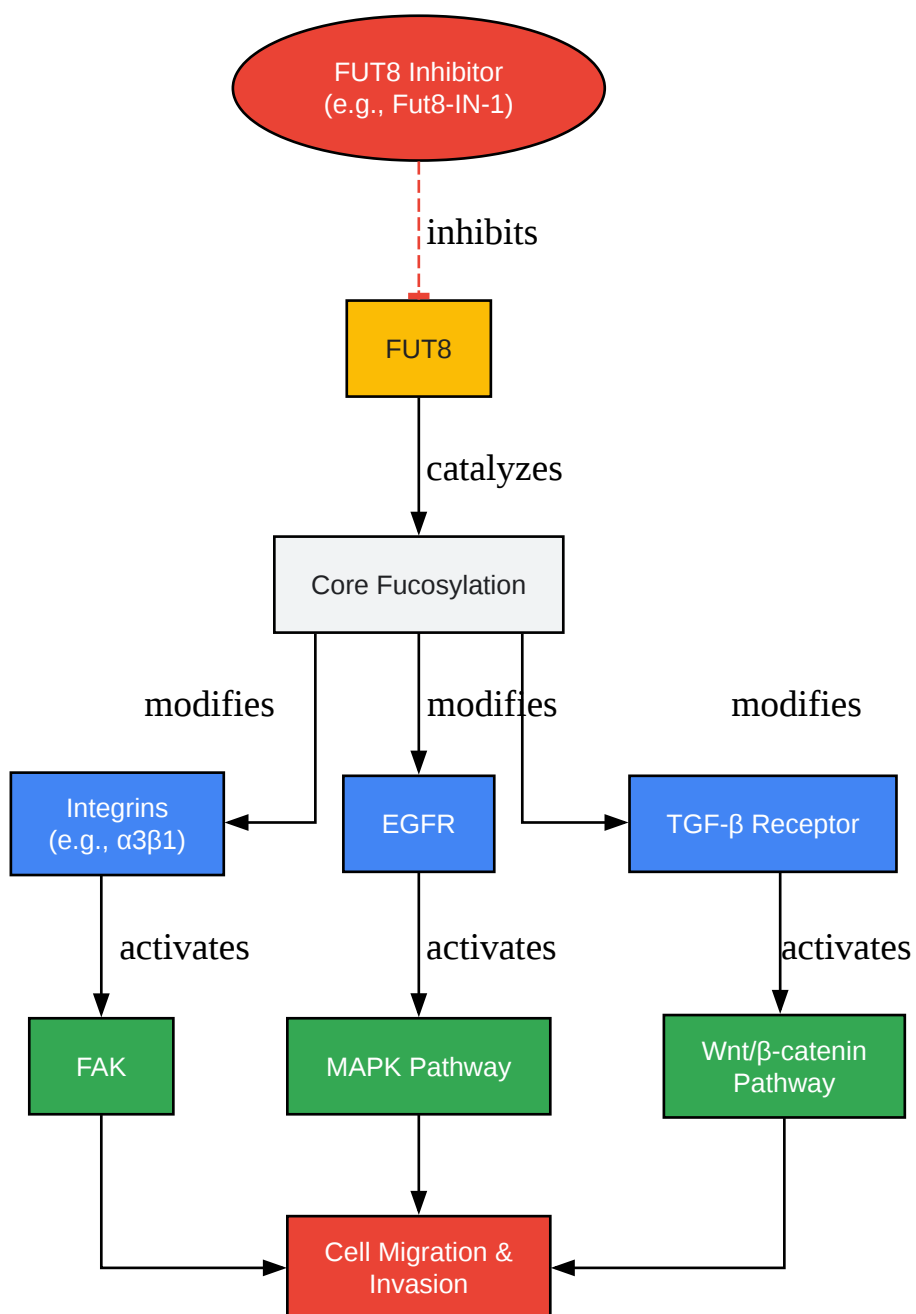 FUT8 Inhibitor
(e.g., Fut8-IN-1)
inhibits
FUT8
catalyzes
Core Fucosylation
modifies
modifies
modifies
Integrins
(e.g., α3β1)
EGFR
TGF-β Receptor
activates
activates
activates
FAK
MAPK Pathway
Wnt/β-catenin
Pathway
Cell Migration &
Invasion